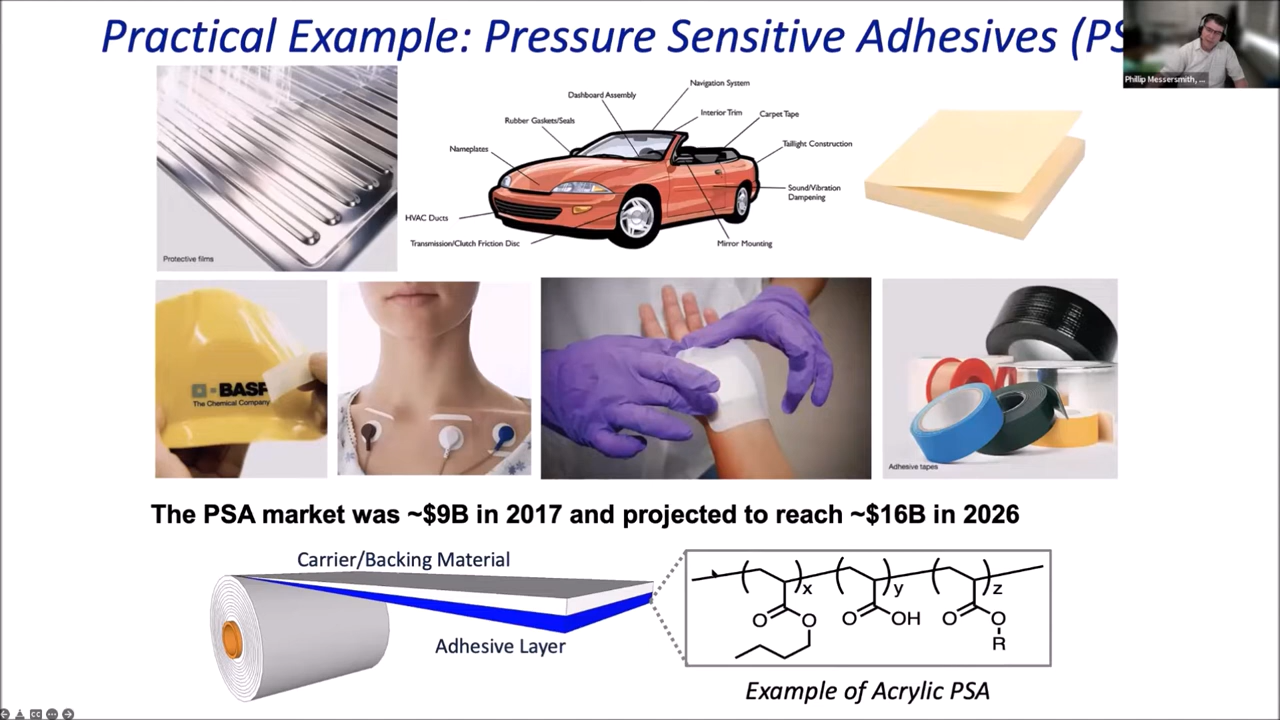 Practical Example: Pressure Sensitive Adhesives (PS
Phillip Messersmith, ...
Navigation System
Dashboard Assembly
Interior Trim
Carpet Tape
Rubber Gaskets/Seals
Taillight Construction
Nameplates
Sound/Vibration
Dampening
HVAC Ducts
Transmission/Clutch Friction Disc
Mirror Mounting
Protective films
BASF
The Chemical Company
Adhesive tapes
The PSA market was ~$9B in 2017 and projected to reach ~$16B in 2026
Carrier/Backing Material
Adhesive Layer
x
y
z
O
O
O
OH
O
O
R
Example of Acrylic PSA
CC